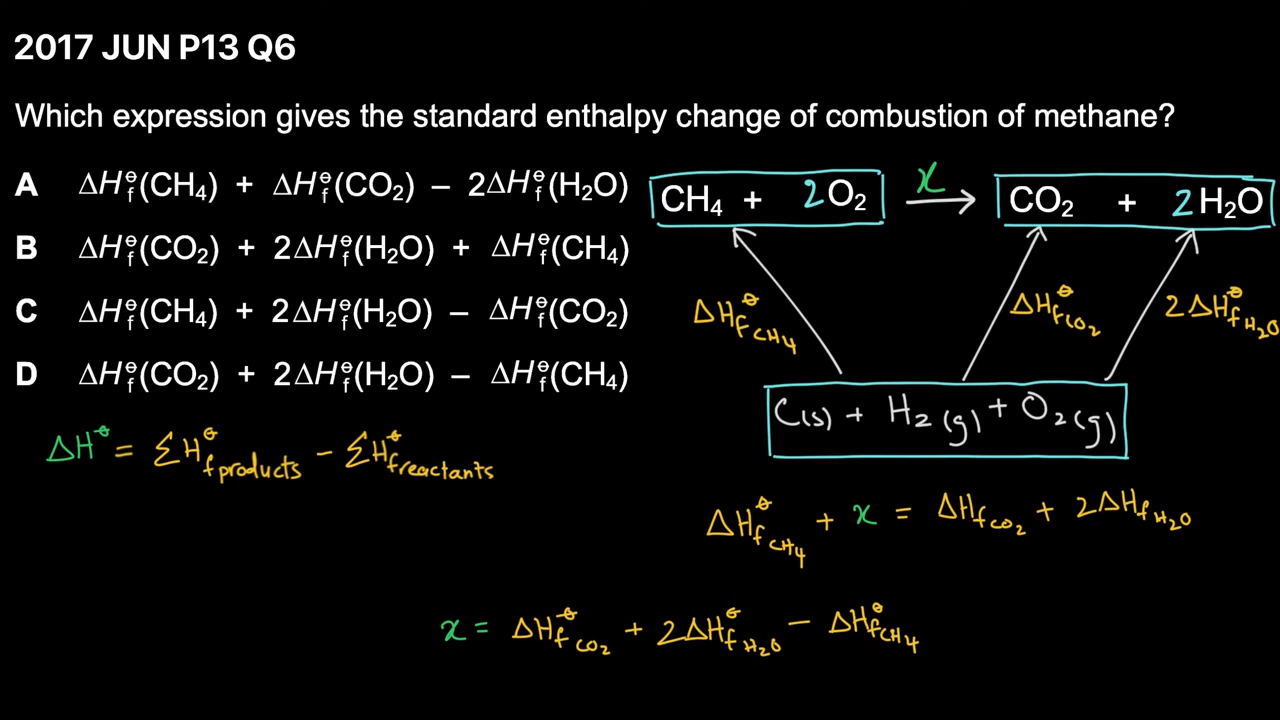 2017 JUN P13 Q6
Which expression gives the standard enthalpy change of combustion of methane?
A ΔH⦵f(CH₄) + ΔH⦵f(CO₂) – 2ΔH⦵f(H₂O)
B ΔH⦵f(CO₂) + 2ΔH⦵f(H₂O) + ΔH⦵f(CH₄)
C ΔH⦵f(CH₄) + 2ΔH⦵f(H₂O) – ΔH⦵f(CO₂)
D ΔH⦵f(CO₂) + 2ΔH⦵f(H₂O) – ΔH⦵f(CH₄)
ΔH⦵ = ΣH⦵f products – ΣH⦵f reactants
x
CH₄ + 2O₂ → CO₂ + 2H₂O
ΔH⦵f CH₄ ΔH⦵f CO₂ 2ΔH⦵f H₂O
C(s) + H₂(g) + O₂(g)
ΔH⦵f CH₄ + x = ΔHf CO₂ + 2ΔHf H₂O
x = ΔH⦵f CO₂ + 2ΔH⦵f H₂O – ΔH⦵f CH₄